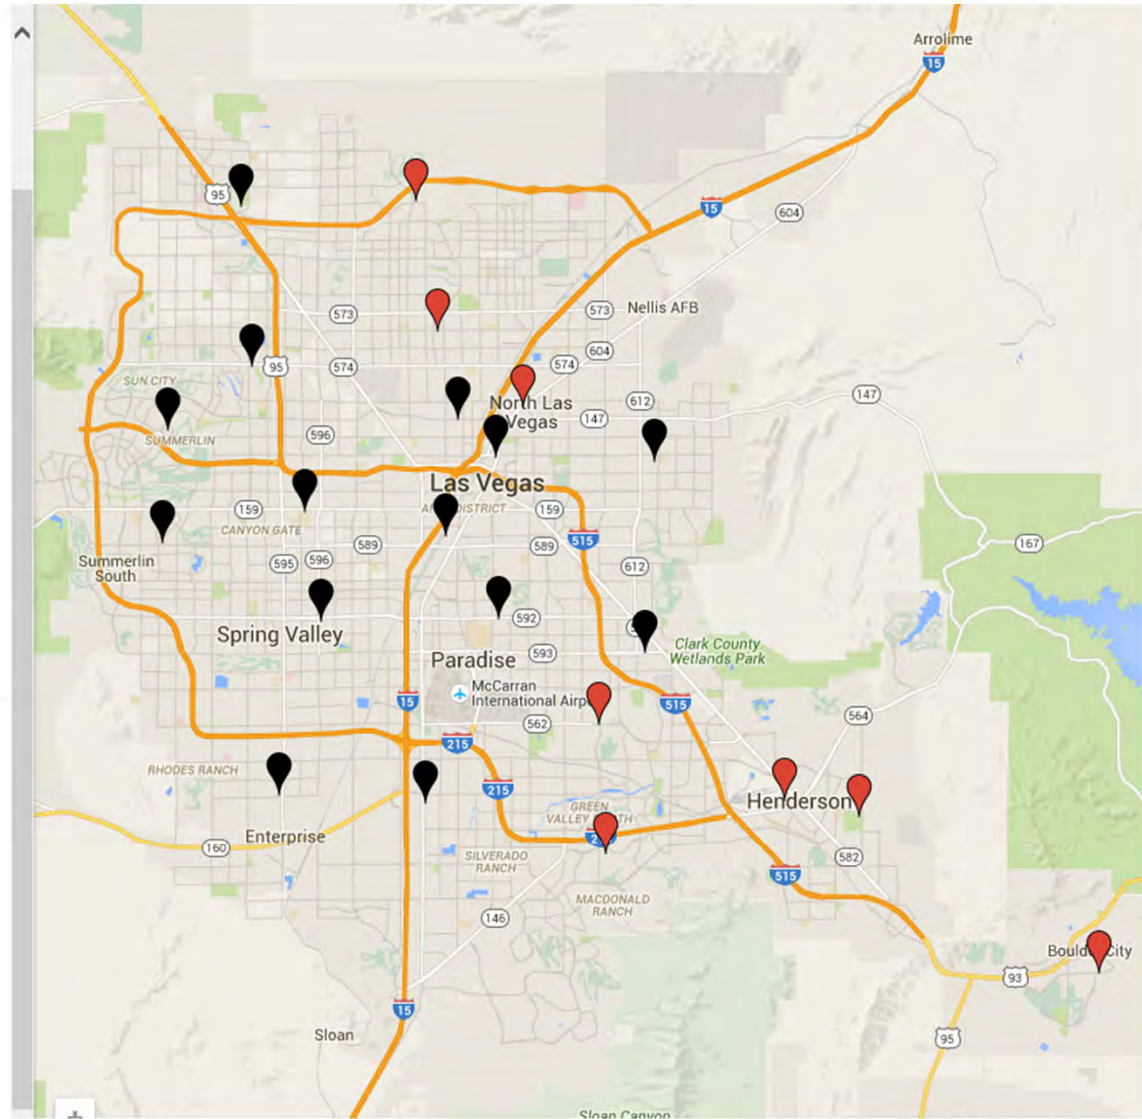 Arrolime
15
95
15
604
573
573
Nellis AFB
604
574
95
574
SUN CITY
612
147
North Las
Vegas
147
596
SUMMERLIN
Las Vegas
159
159
CANYON GATE
515
167
589
589
Summerlin
South
595
596
612
592
Spring Valley
Clark County
Wetlands Park
593
Paradise
McCarran
International Airp
15
515
564
562
215
RHODES RANCH
215
Henderson
GREEN
VALLEY
Enterprise
160
582
SILVERADO
RANCH
515
MACDONALD
RANCH
146
Boulder City
93
15
Sloan
95
Sloan Canyon